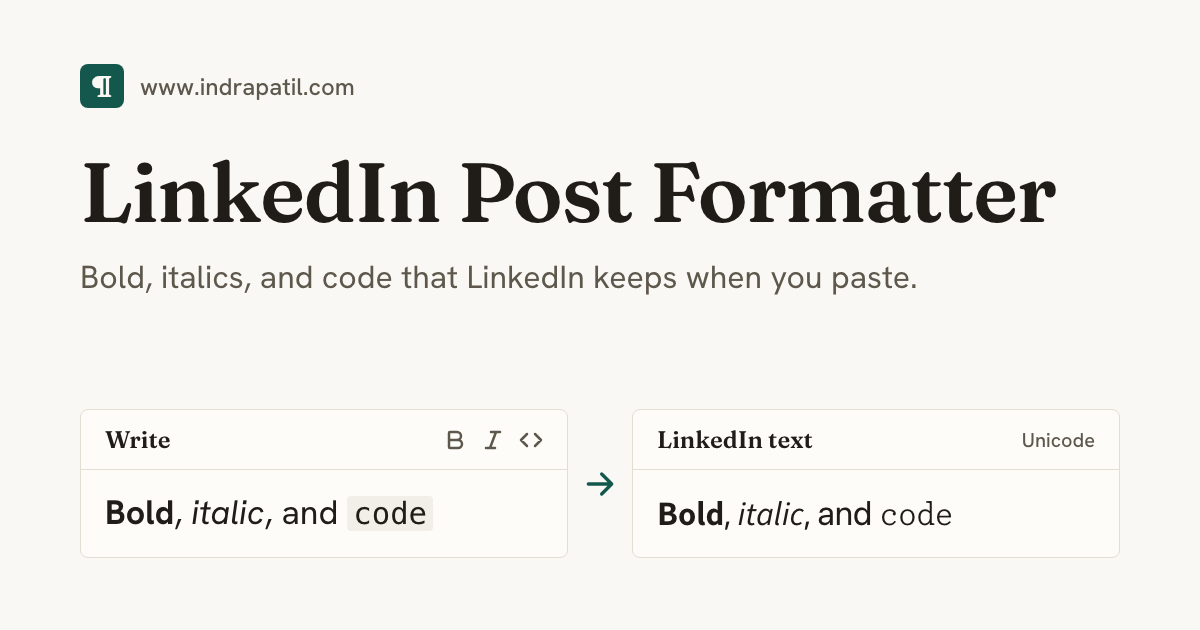 ¶ www.indrapatil.com
LinkedIn Post Formatter
Bold, italics, and code that LinkedIn keeps when you paste.
Write B I <>
Bold, italic, and code
LinkedIn text Unicode
Bold, italic, and code